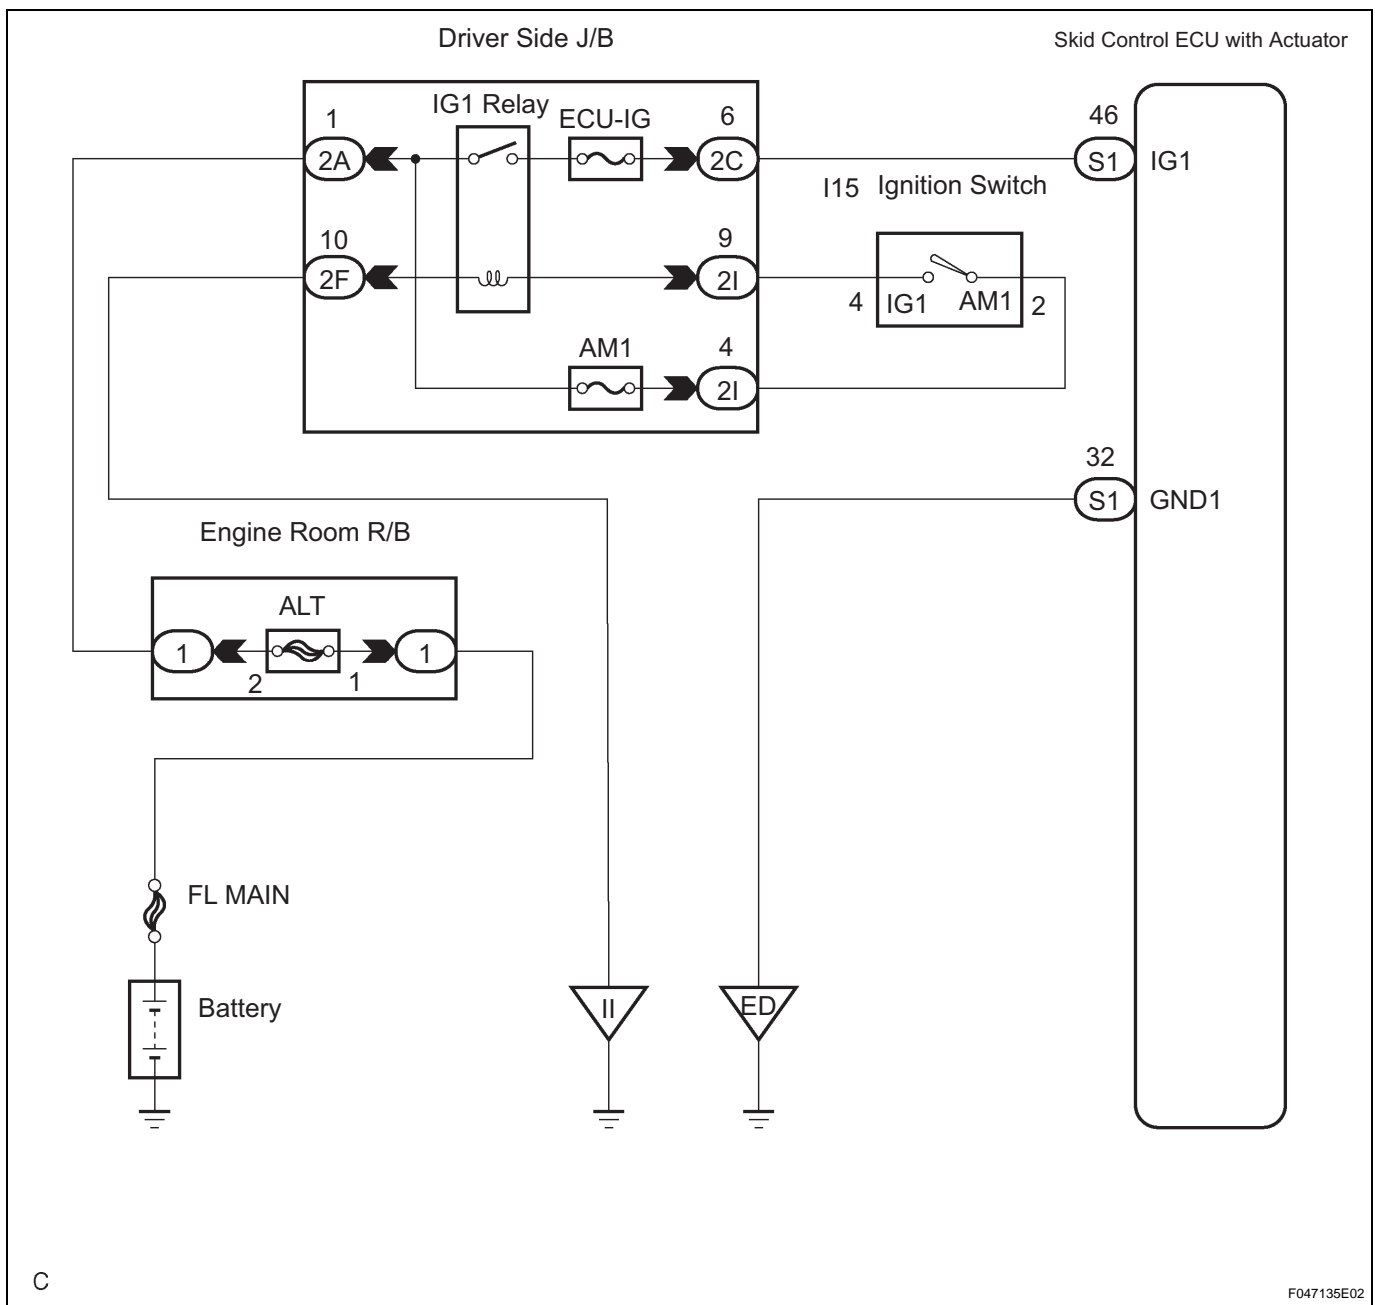 Driver Side J/B
Skid Control ECU with Actuator
IG1 Relay
ECU-IG
1
6
46
2A
2C
S1
IG1
I15 Ignition Switch
10
9
2F
2I
4
IG1
AM1
2
AM1
4
2I
32
S1
GND1
Engine Room R/B
ALT
1
1
2
1
FL MAIN
Battery
II
ED
C
F047135E02